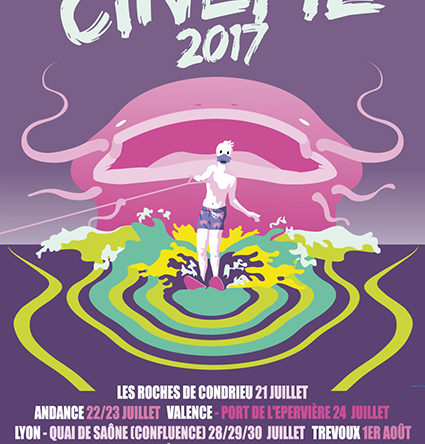 CINÉME
2017
LES ROCHES DE CONDRIEU 21 JUILLET
ANDANCE 22/23 JUILLET VALENCE - PORT DE L'EPERVIÈRE 24 JUILLET
LYON - QUAI DE SAÔNE (CONFLUENCE) 28/29/30 JUILLET TREVOUX 1ER AOÛT